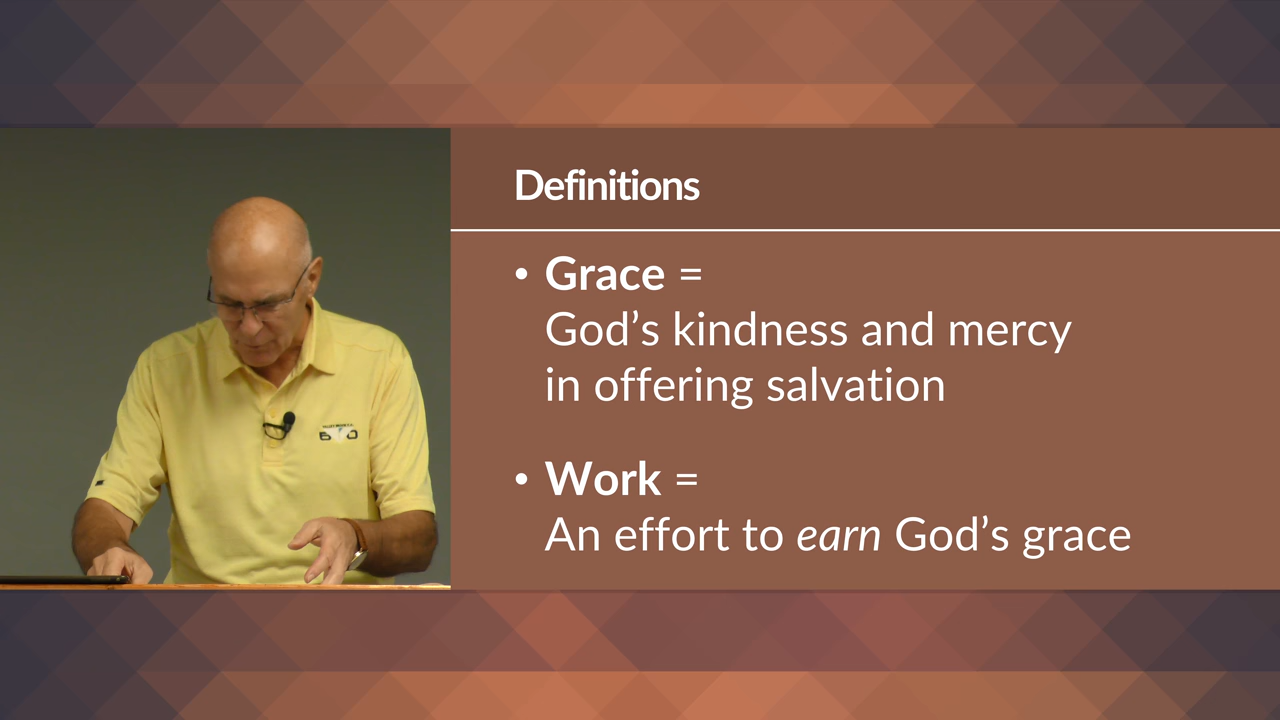 Definitions
• Grace =
God’s kindness and mercy
in offering salvation
• Work =
An effort to earn God’s grace